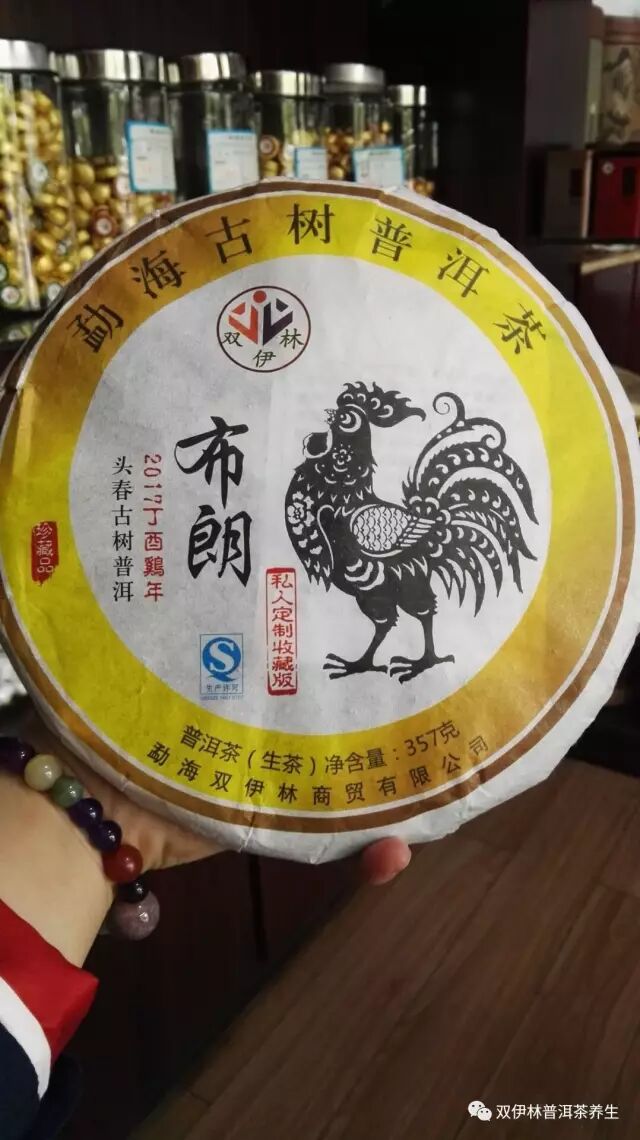 勐海古树普洱茶
双伊林
布朗
2017丁酉鷄年
头春古树普洱
珍藏品
私人定制收藏版
生产许可
普洱茶（生茶）净含量：357克
勐海双伊林商贸有限公司
双伊林普洱茶养生